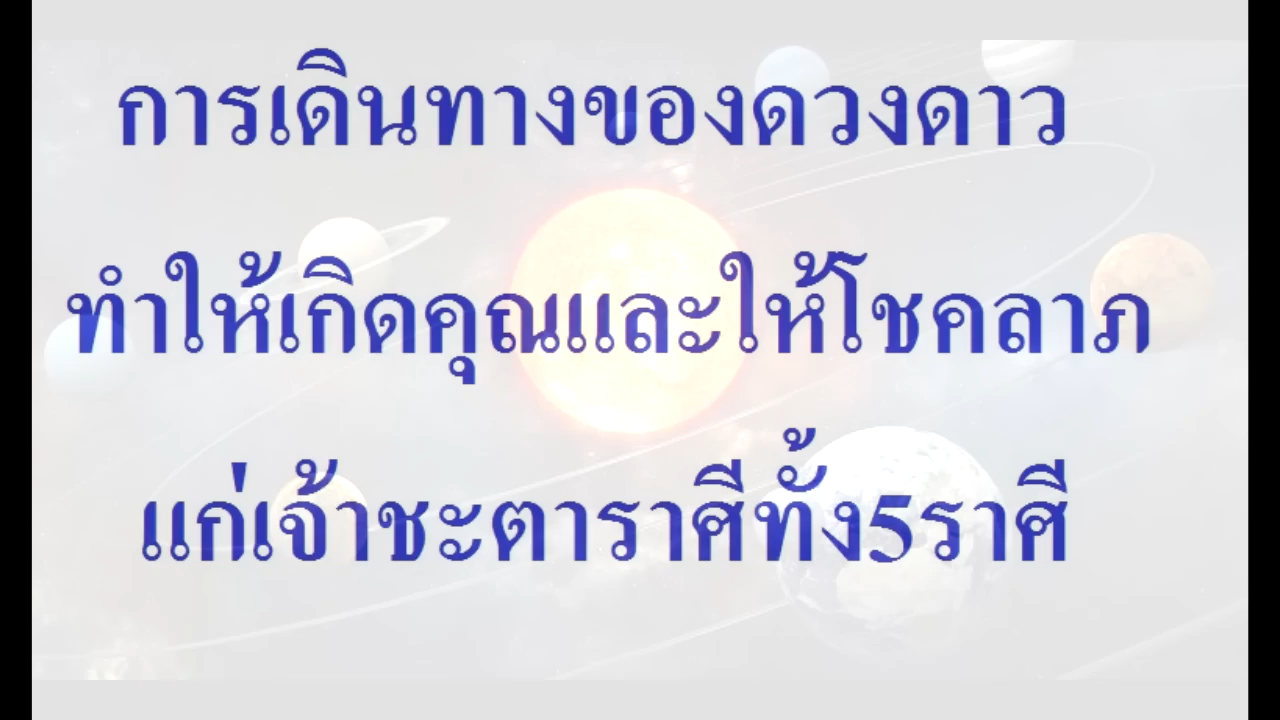 การเดินทางของดวงดาว
ทำให้เกิดคุณและให้โชคลาภ
แก่เจ้าชะตาราศีทั้ง5ราศี